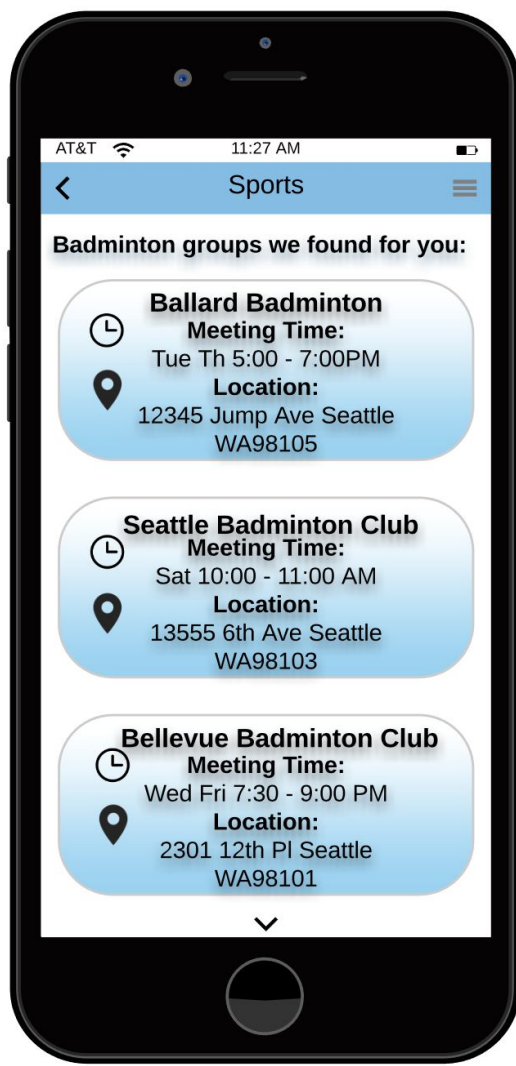 AT&T 11:27 AM
Sports
Badminton groups we found for you:
Ballard Badminton
Meeting Time:
Tue Th 5:00 - 7:00PM
Location:
12345 Jump Ave Seattle
WA98105
Seattle Badminton Club
Meeting Time:
Sat 10:00 - 11:00 AM
Location:
13555 6th Ave Seattle
WA98103
Bellevue Badminton Club
Meeting Time:
Wed Fri 7:30 - 9:00 PM
Location:
2301 12th Pl Seattle
WA98101